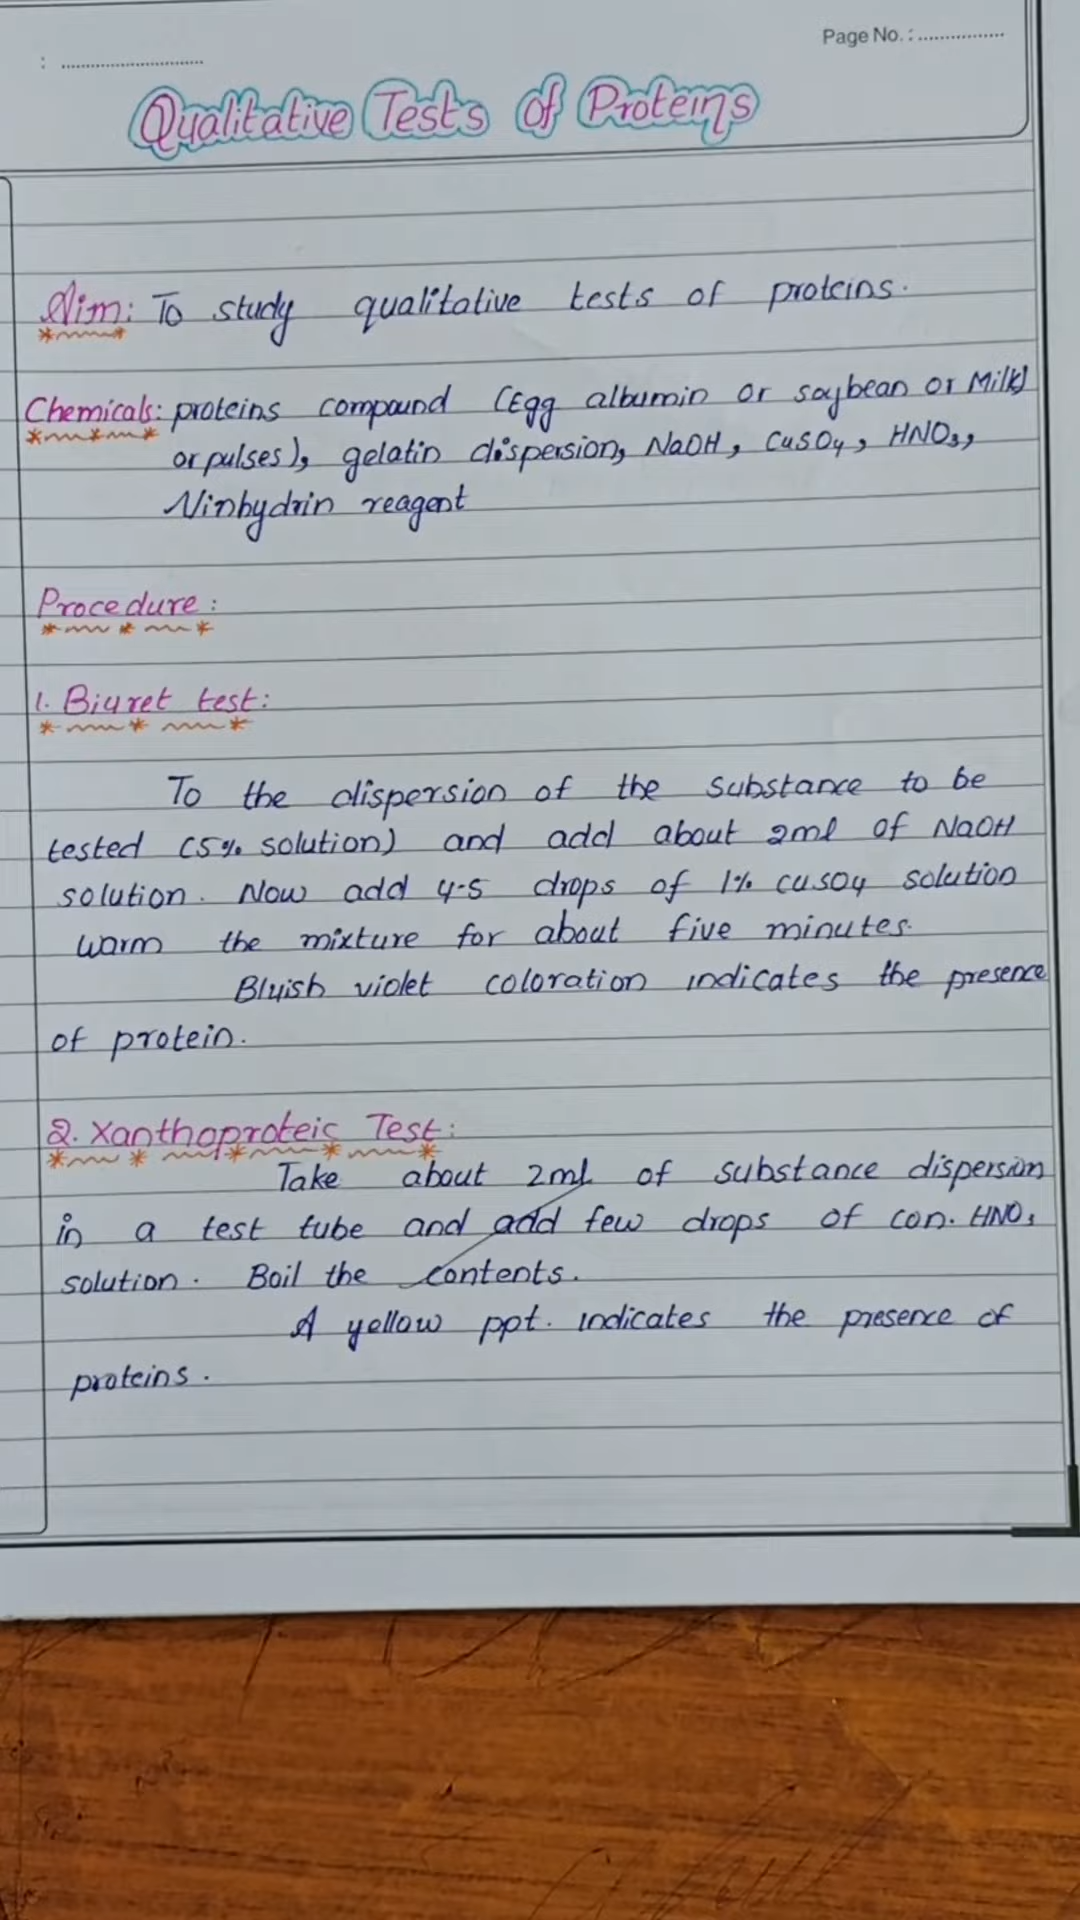 Page No. : ................
: ............................
Qualitative Tests of Proteins
Aim: To study qualitative tests of proteins.
Chemicals: proteins compound (Egg albumin or soybean or Milk)
or pulses), gelatin dispersion, NaOH, CuSO4, HNO3,
Ninhydrin reagent
Procedure:
1. Biuret test:
To the dispersion of the substance to be
tested (5% solution) and add about 2ml of NaOH
solution. Now add 4-5 drops of 1% CuSO4 solution
warm the mixture for about five minutes.
Bluish violet coloration indicates the presence
of protein.
2. Xanthoproteic Test:
Take about 2ml of substance dispersion
in a test tube and add few drops of con. HNO3
solution. Boil the contents.
A yellow ppt. indicates the presence of
proteins.